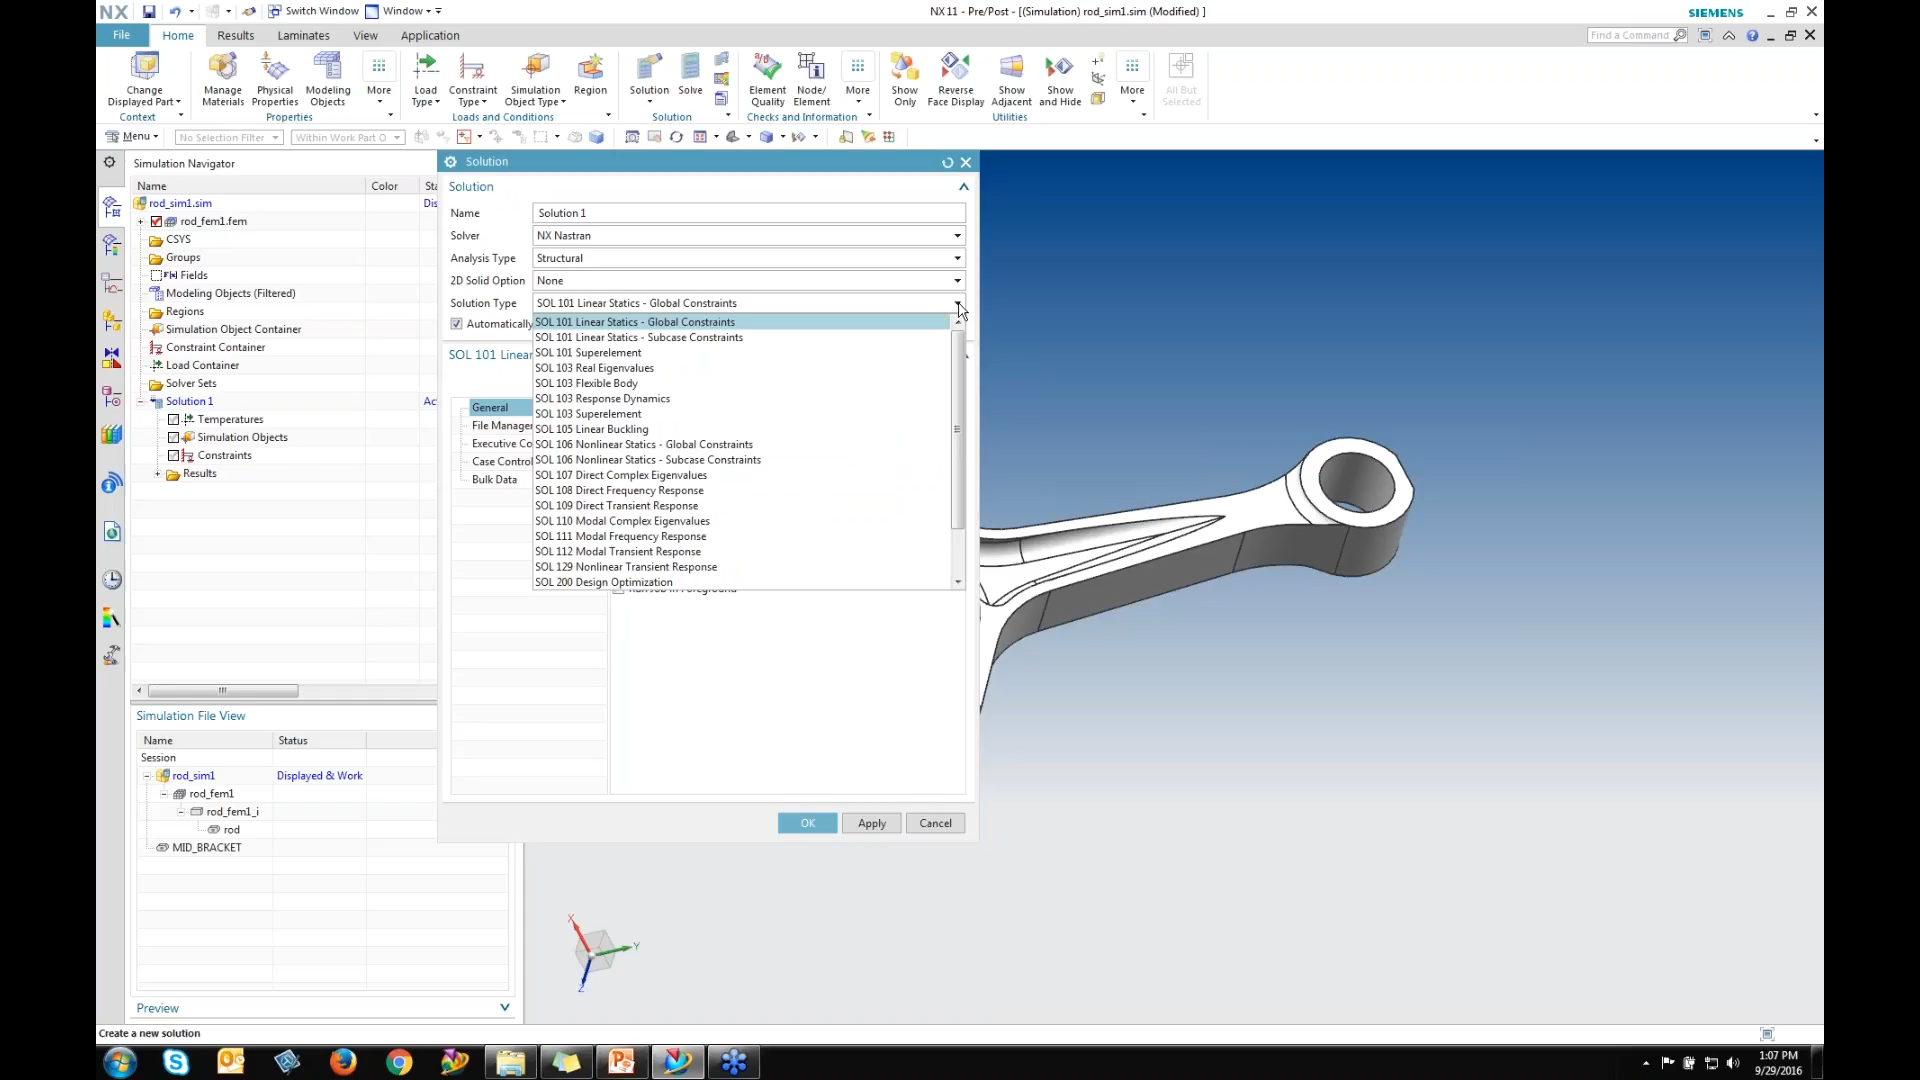 NX Switch Window Window NX 11 - Pre/Post - [(Simulation) rod_sim1.sim (Modified) ] SIEMENS
File Home Results Laminates View Application Find a Command
Change Displayed Part Manage Materials Physical Properties Modeling Objects More Load Type Constraint Type Simulation Object Type Region Solution Solve Element Quality Node/ Element More Show Only Reverse Face Display Show Adjacent Show and Hide More All But Selected
Context Properties Loads and Conditions Solution Checks and Information Utilities
Menu No Selection Filter Within Work Part O
Simulation Navigator
Name Color Sta
rod_sim1.sim Dis
rod_fem1.fem
CSYS
Groups
Fields
Modeling Objects (Filtered)
Regions
Simulation Object Container
Constraint Container
Load Container
Solver Sets
Solution 1 Act
Temperatures
Simulation Objects
Constraints
Results
Solution
Solution
Name Solution 1
Solver NX Nastran
Analysis Type Structural
2D Solid Option None
Solution Type SOL 101 Linear Statics - Global Constraints
Automatically
SOL 101 Linear
General
File Manager
Executive Co
Case Control
Bulk Data
SOL 101 Linear Statics - Global Constraints
SOL 101 Linear Statics - Subcase Constraints
SOL 101 Superelement
SOL 103 Real Eigenvalues
SOL 103 Flexible Body
SOL 103 Response Dynamics
SOL 103 Superelement
SOL 105 Linear Buckling
SOL 106 Nonlinear Statics - Global Constraints
SOL 106 Nonlinear Statics - Subcase Constraints
SOL 107 Direct Complex Eigenvalues
SOL 108 Direct Frequency Response
SOL 109 Direct Transient Response
SOL 110 Modal Complex Eigenvalues
SOL 111 Modal Frequency Response
SOL 112 Modal Transient Response
SOL 129 Nonlinear Transient Response
SOL 200 Design Optimization
OK Apply Cancel
Simulation File View
Name Status
Session
rod_sim1 Displayed & Work
rod_fem1
rod_fem1_i
rod
MID_BRACKET
Preview
X
Y
Z
Create a new solution
1:07 PM
9/29/2016